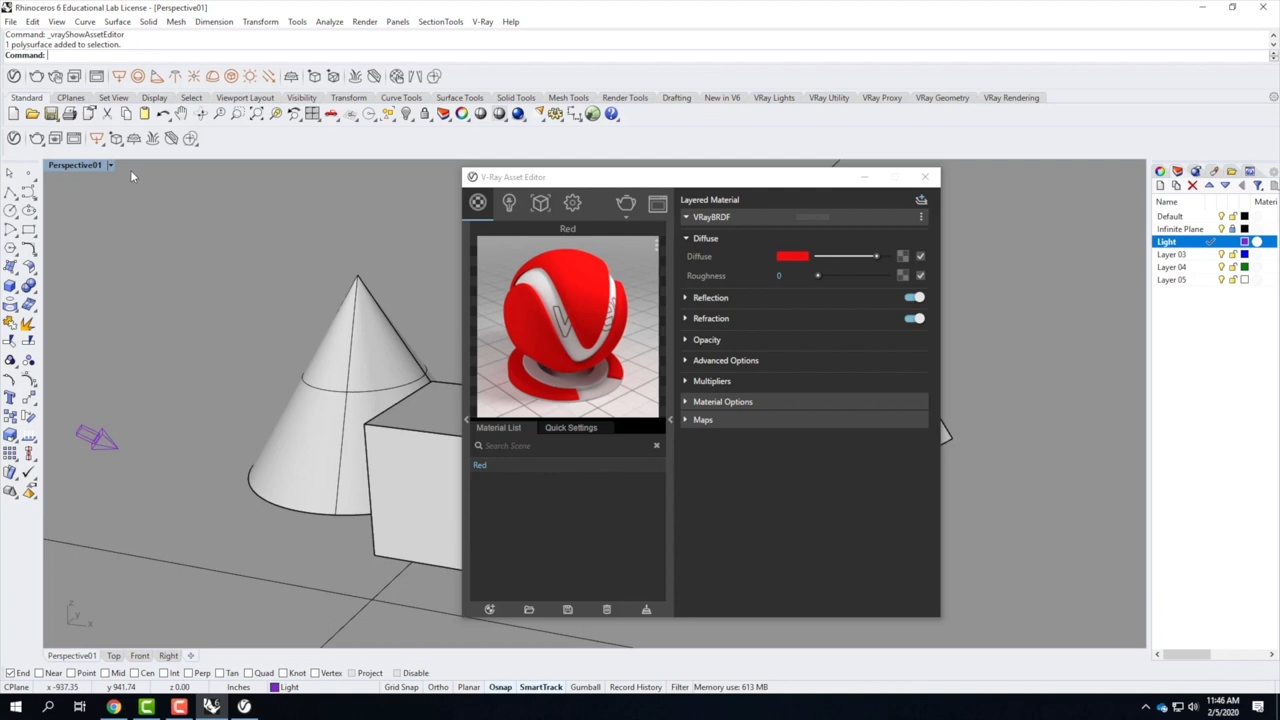 Rhinoceros 6 Educational Lab License - [Perspective01]
File Edit View Curve Surface Solid Mesh Dimension Transform Tools Analyze Render Panels SectionTools V-Ray Help
Command: _vrayShowAssetEditor
1 polysurface added to selection.
Command:
Standard CPlanes Set View Display Select Viewport Layout Visibility Transform Curve Tools Surface Tools Solid Tools Mesh Tools Render Tools Drafting New in V6 VRay Lights VRay Utility VRay Proxy VRay Geometry VRay Rendering
Perspective01
V-Ray Asset Editor
Red
Layered Material
VRayBRDF
Diffuse
Diffuse
Roughness 0
Reflection
Refraction
Opacity
Advanced Options
Multipliers
Material Options
Maps
Material List Quick Settings
Search Scene
Red
Name Materi
Default
Infinite Plane
Light
Layer 03
Layer 04
Layer 05
z
y
x
Perspective01 Top Front Right
End Near Point Mid Cen Int Perp Tan Quad Knot Vertex Project Disable
CPlane x -937.35 y 941.74 z 0.00 Inches Light Grid Snap Ortho Planar Osnap SmartTrack Gumball Record History Filter Memory use: 613 MB
11:46 AM
2/5/2020